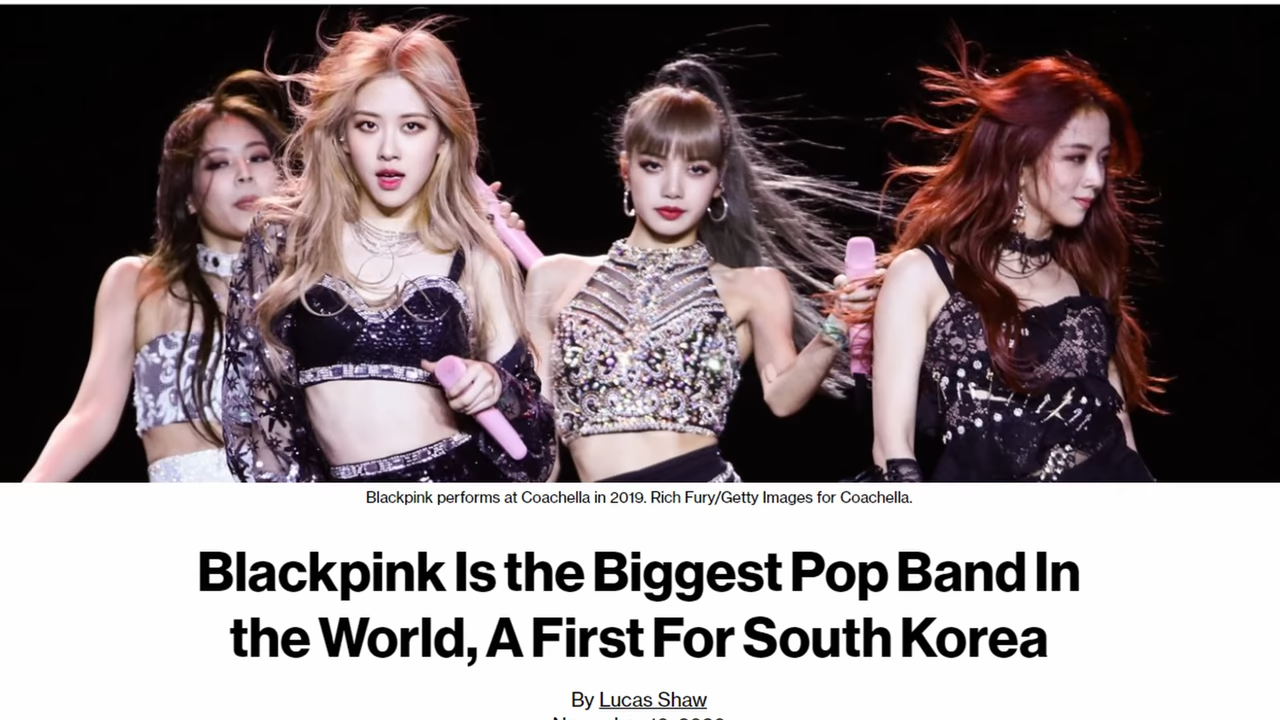 Blackpink performs at Coachella in 2019. Rich Fury/Getty Images for Coachella.
Blackpink Is the Biggest Pop Band In
the World, A First For South Korea
By Lucas Shaw